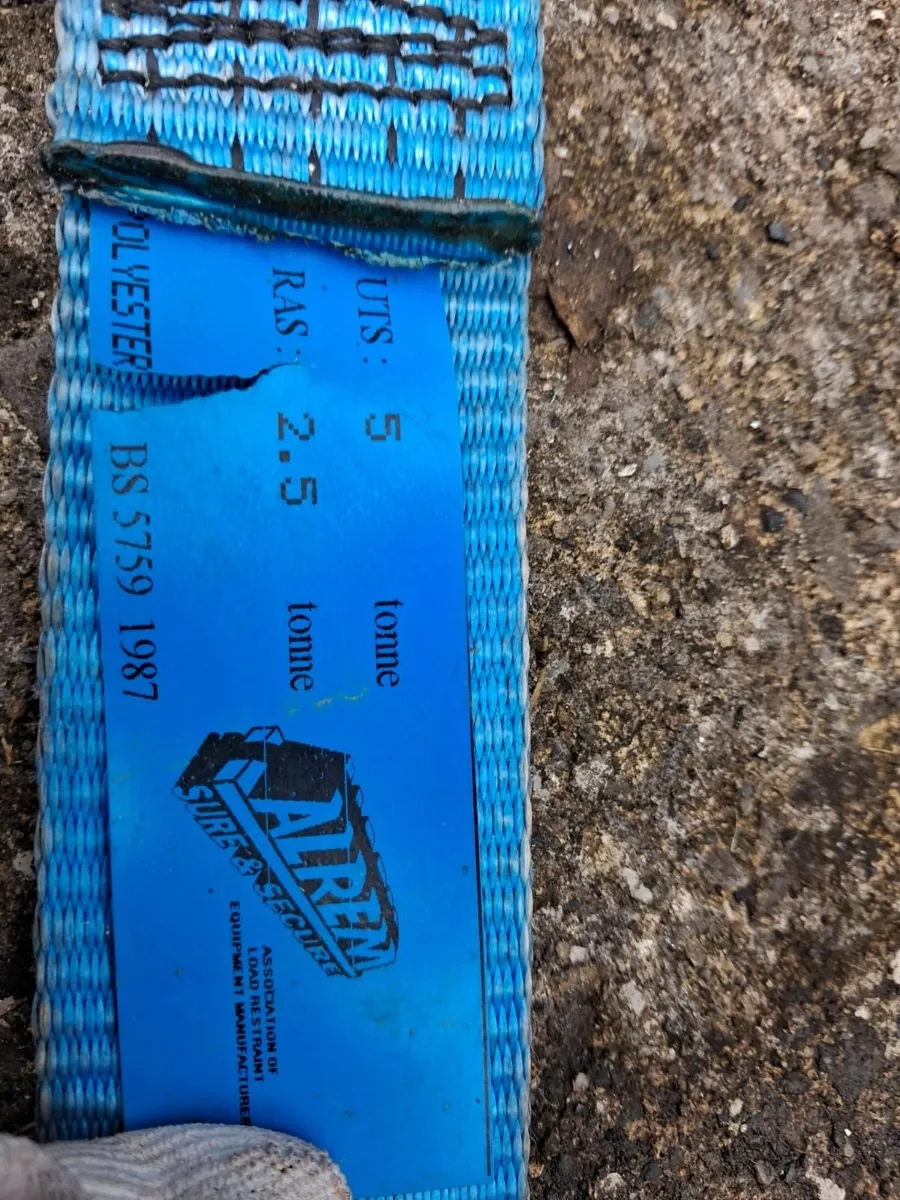 UTS: 5 tonne
RAS: 2.5 tonne
POLYESTER BS 5759 1987
ALREM
SURE & SECURE
ASSOCIATION OF
LOAD RESTRAINT
EQUIPMENT MANUFACTURER